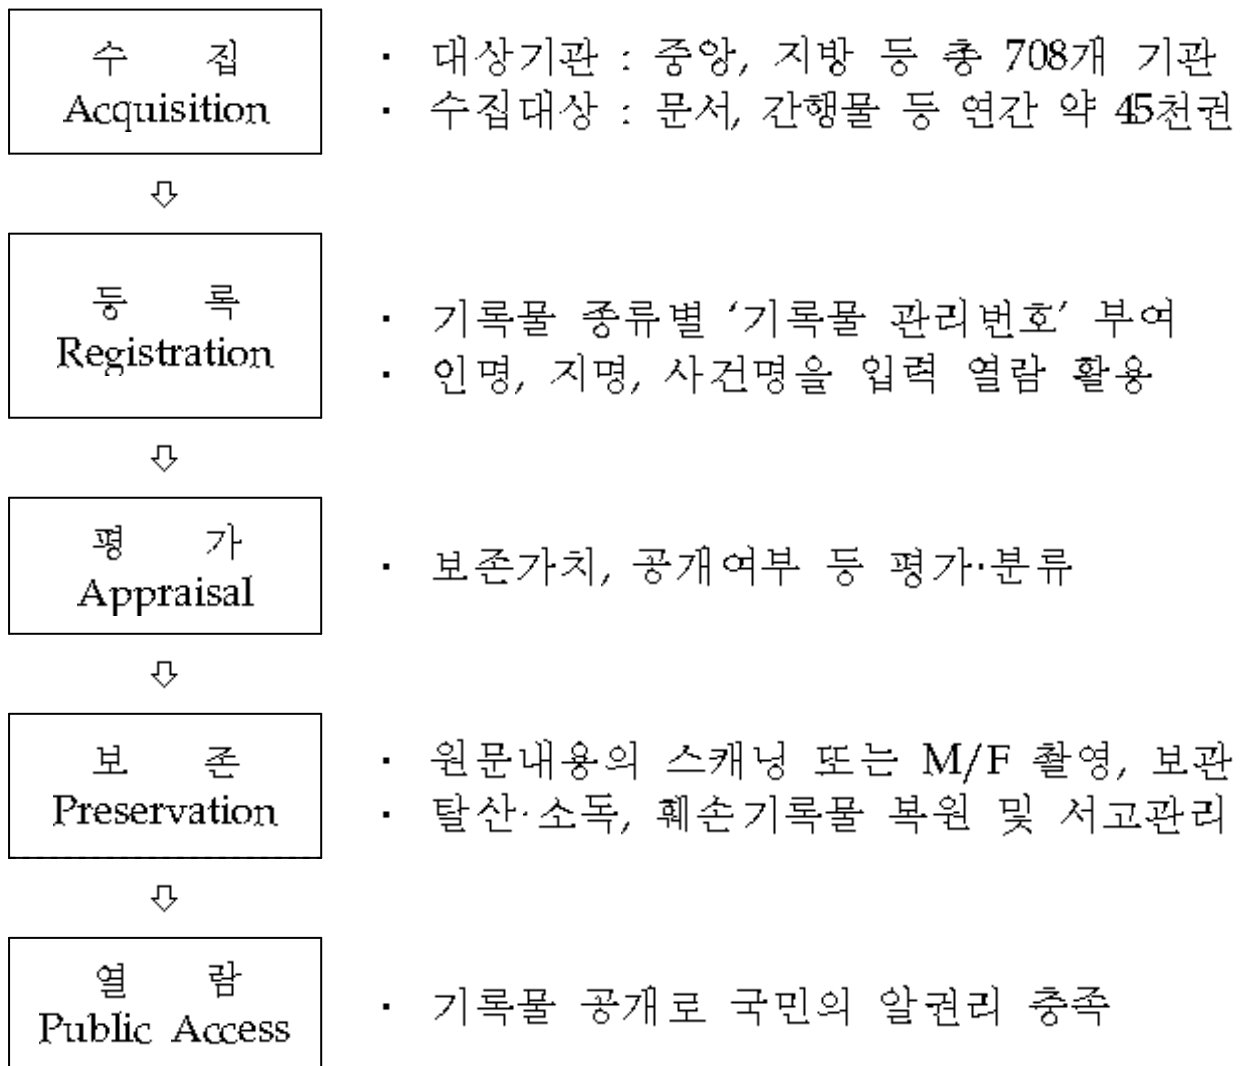 수 집
Acquisition
· 대상기관 : 중앙, 지방 등 총 708개 기관
· 수집대상 : 문서, 간행물 등 연간 약 45천권
⇩
등 록
Registration
· 기록물 종류별 ‘기록물 관리번호’ 부여
· 인명, 지명, 사건명을 입력 열람 활용
⇩
평 가
Appraisal
· 보존가치, 공개여부 등 평가·분류
⇩
보 존
Preservation
· 원문내용의 스캐닝 또는 M/F 촬영, 보관
· 탈산·소독, 훼손기록물 복원 및 서고관리
⇩
열 람
Public Access
· 기록물 공개로 국민의 알권리 충족